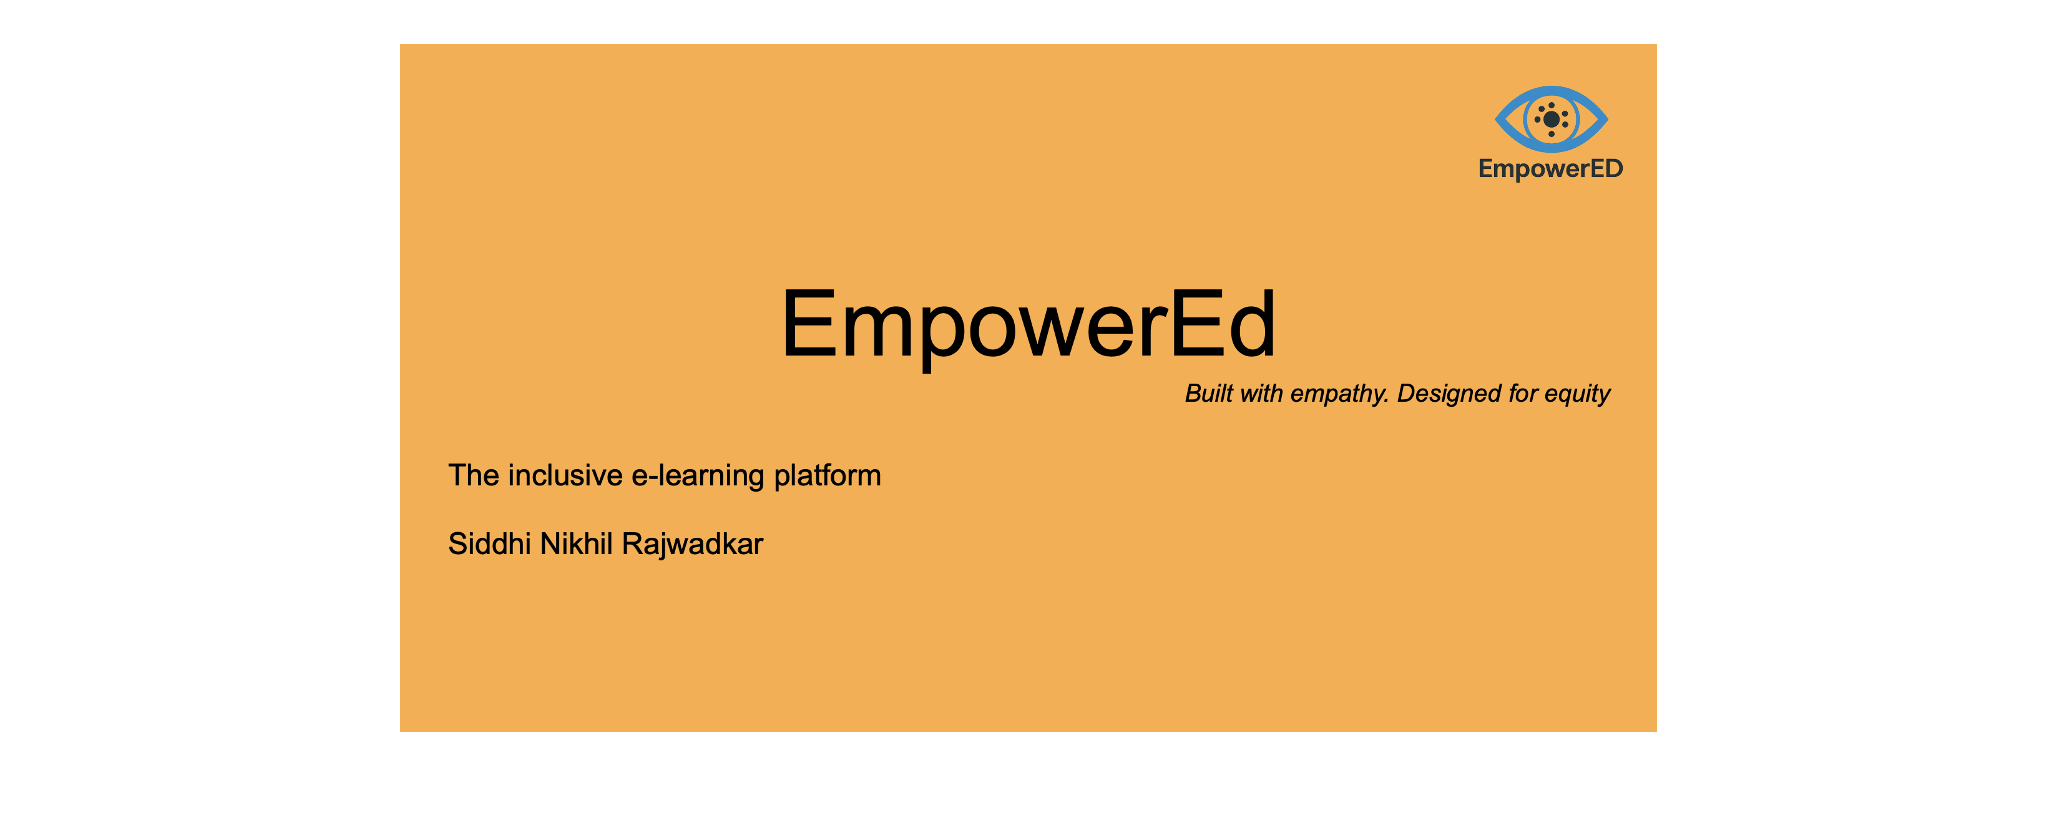 EmpowerED
EmpowerEd
Built with empathy. Designed for equity
The inclusive e-learning platform
Siddhi Nikhil Rajwadkar